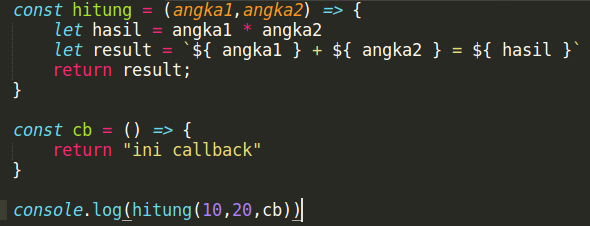 const hitung = (angka1,angka2) => {
    let hasil = angka1 * angka2
    let result = `${ angka1 } + ${ angka2 } = ${ hasil }`
    return result;
}
const cb = () => {
    return "ini callback"
}
console.log(hitung(10,20,cb))